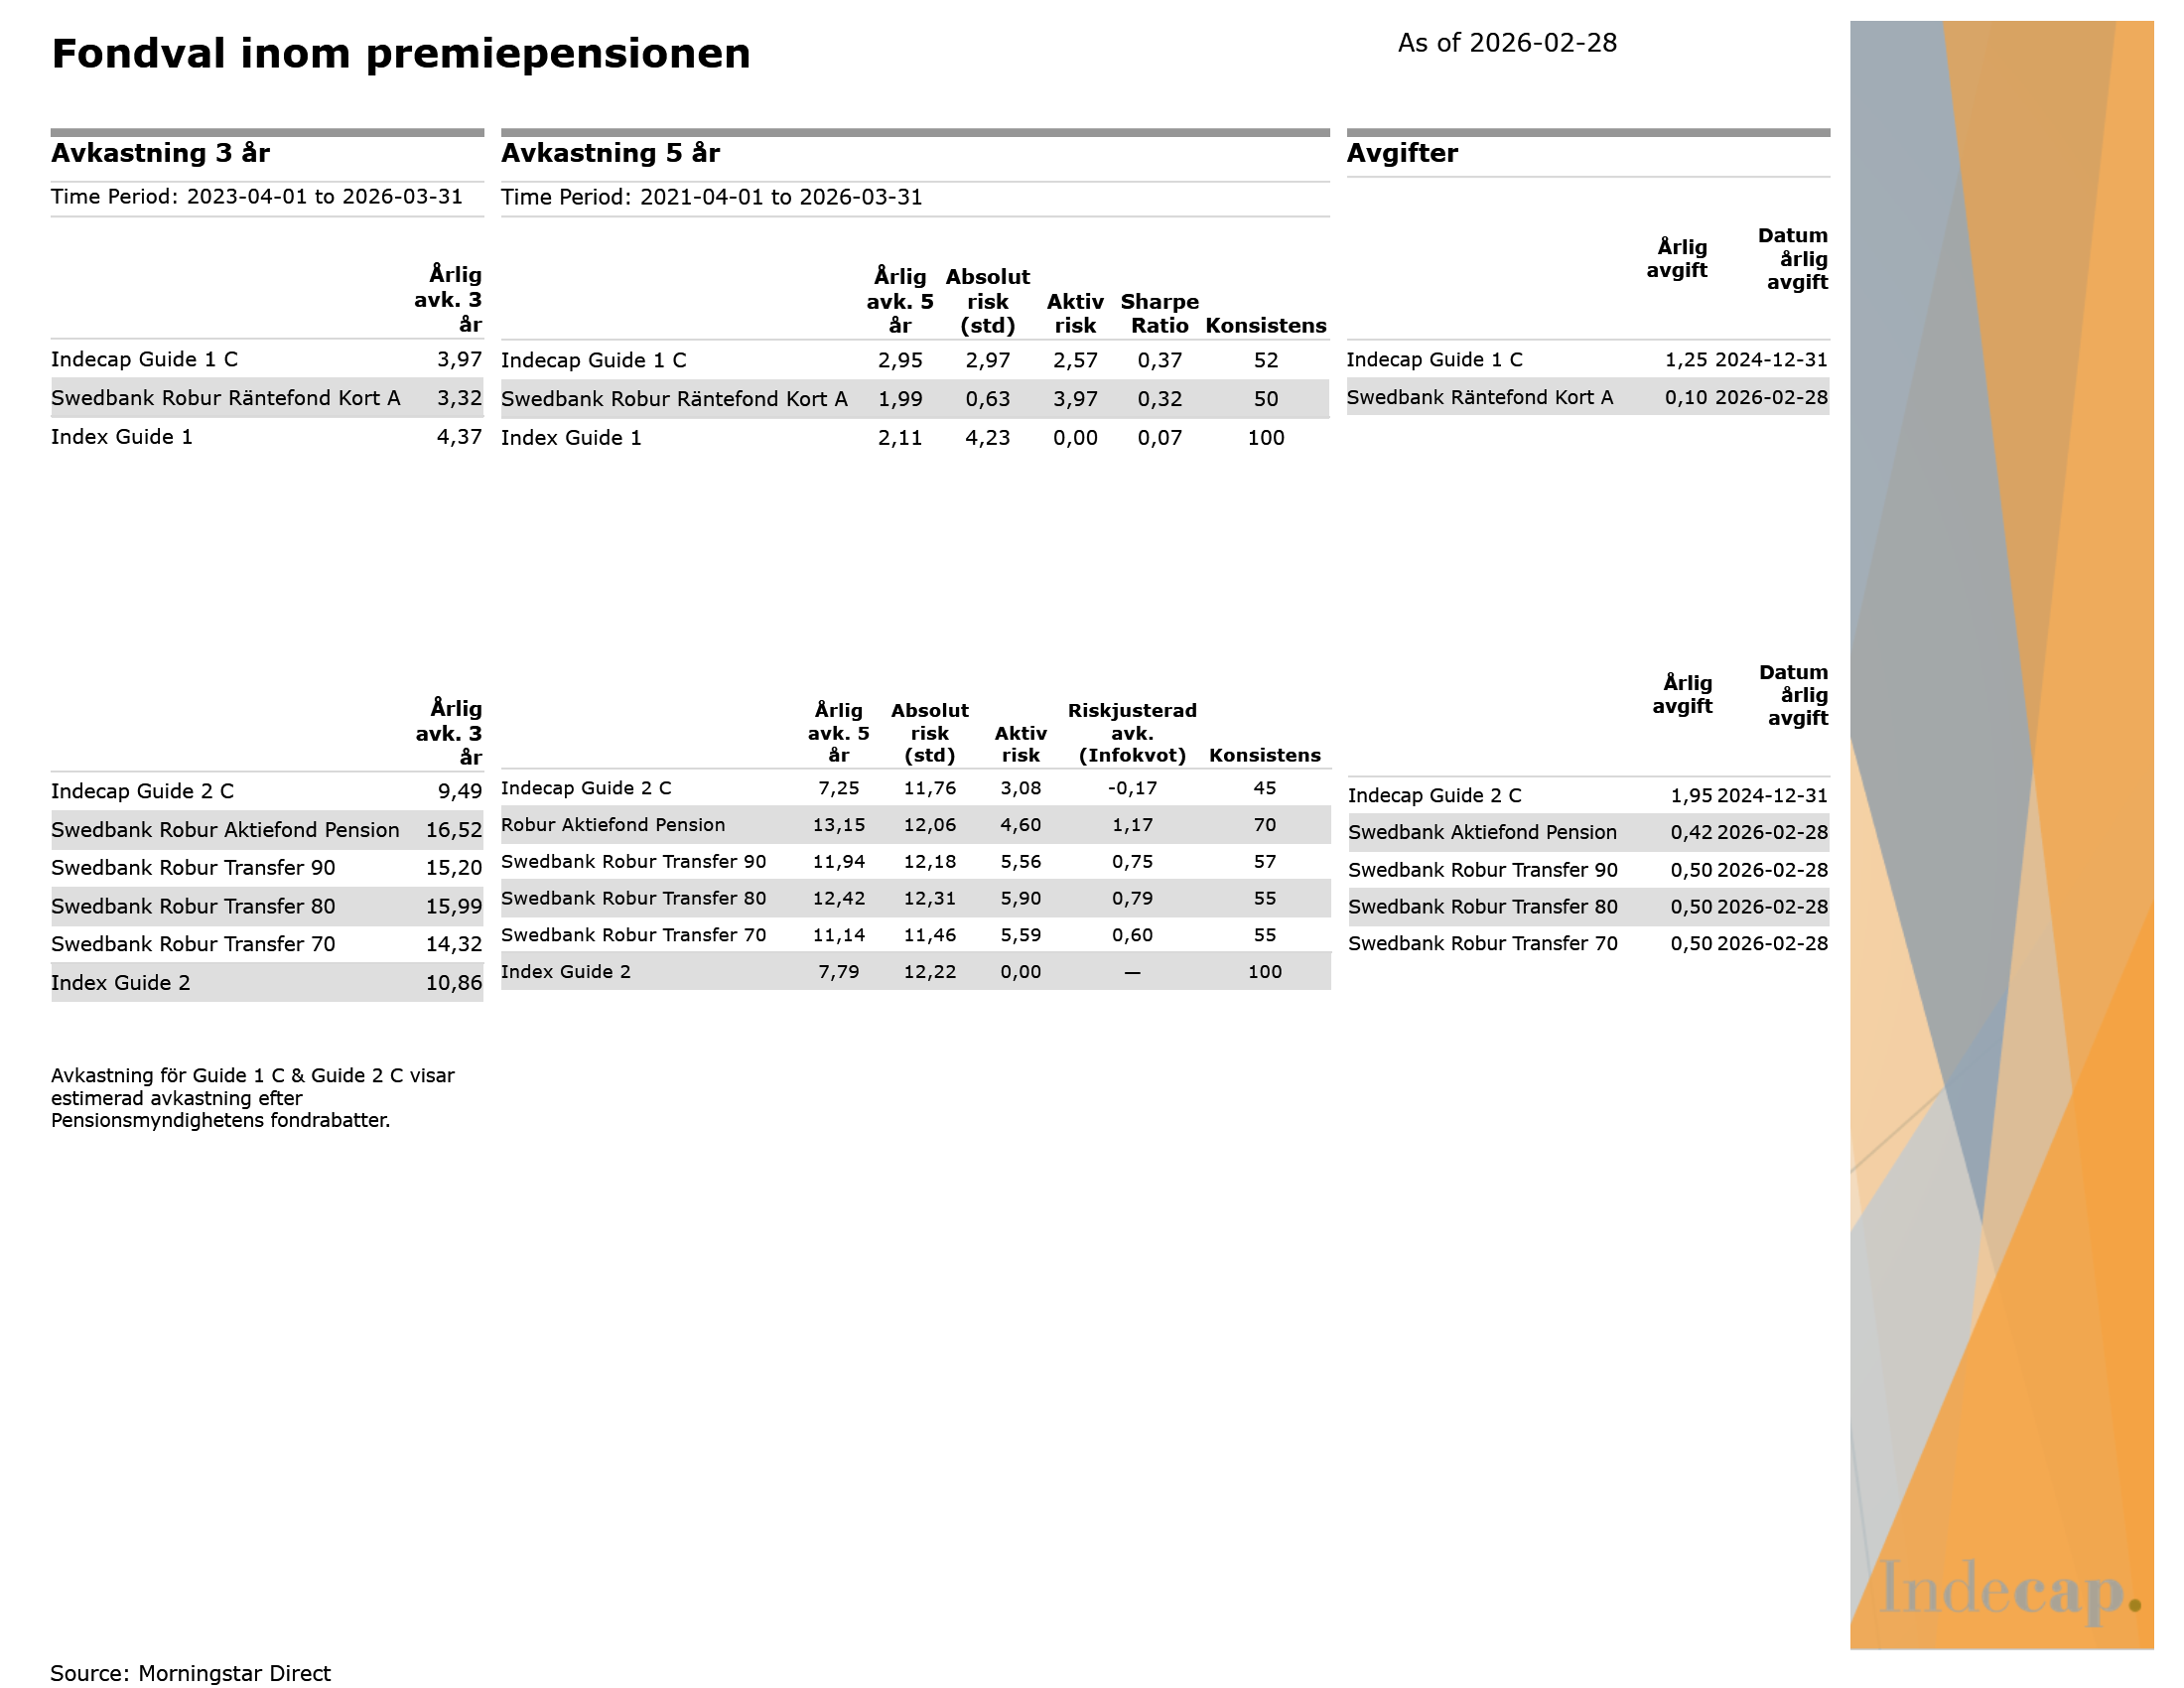 Fondval inom premiepensionen
As of 2026-02-28
Avkastning 3 år
Time Period: 2023-04-01 to 2026-03-31
Årlig
avk. 3
år
Indecap Guide 1 C 3,97
Swedbank Robur Räntefond Kort A 3,32
Index Guide 1 4,37
Avkastning 5 år
Time Period: 2021-04-01 to 2026-03-31
Årlig Absolut
avk. 5 risk Aktiv Sharpe
år (std) risk Ratio Konsistens
Indecap Guide 1 C 2,95 2,97 2,57 0,37 52
Swedbank Robur Räntefond Kort A 1,99 0,63 3,97 0,32 50
Index Guide 1 2,11 4,23 0,00 0,07 100
Avgifter
Datum
Årlig årlig
avgift avgift
Indecap Guide 1 C 1,25 2024-12-31
Swedbank Räntefond Kort A 0,10 2026-02-28
Årlig
avk. 3
år
Indecap Guide 2 C 9,49
Swedbank Robur Aktiefond Pension 16,52
Swedbank Robur Transfer 90 15,20
Swedbank Robur Transfer 80 15,99
Swedbank Robur Transfer 70 14,32
Index Guide 2 10,86
Årlig Absolut Riskjusterad
avk. 5 risk Aktiv avk.
år (std) risk (Infokvot) Konsistens
Indecap Guide 2 C 7,25 11,76 3,08 -0,17 45
Robur Aktiefond Pension 13,15 12,06 4,60 1,17 70
Swedbank Robur Transfer 90 11,94 12,18 5,56 0,75 57
Swedbank Robur Transfer 80 12,42 12,31 5,90 0,79 55
Swedbank Robur Transfer 70 11,14 11,46 5,59 0,60 55
Index Guide 2 7,79 12,22 0,00 — 100
Datum
Årlig årlig
avgift avgift
Indecap Guide 2 C 1,95 2024-12-31
Swedbank Aktiefond Pension 0,42 2026-02-28
Swedbank Robur Transfer 90 0,50 2026-02-28
Swedbank Robur Transfer 80 0,50 2026-02-28
Swedbank Robur Transfer 70 0,50 2026-02-28
Avkastning för Guide 1 C & Guide 2 C visar
estimerad avkastning efter
Pensionsmyndighetens fondrabatter.
Indecap.
Source: Morningstar Direct